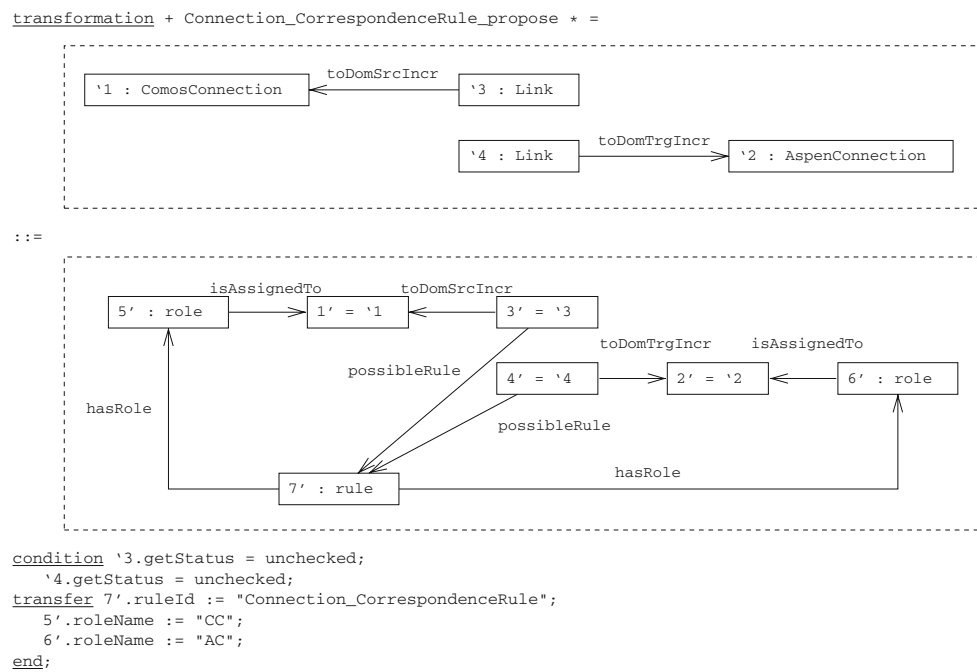 transformation + Connection_CorrespondenceRule_propose * =
toDomSrcIncr
‘1 : ComosConnection
‘3 : Link
toDomTrgIncr
‘4 : Link
‘2 : AspenConnection
::=
isAssignedTo
toDomSrcIncr
5’ : role
1’ = ‘1
3’ = ‘3
toDomTrgIncr
isAssignedTo
possibleRule
4’ = ‘4
2’ = ‘2
6’ : role
hasRole
possibleRule
hasRole
7’ : rule
condition ‘3.getStatus = unchecked;
‘4.getStatus = unchecked;
transfer 7’.ruleId := "Connection_CorrespondenceRule";
5’.roleName := "CC";
6’.roleName := "AC";
end;